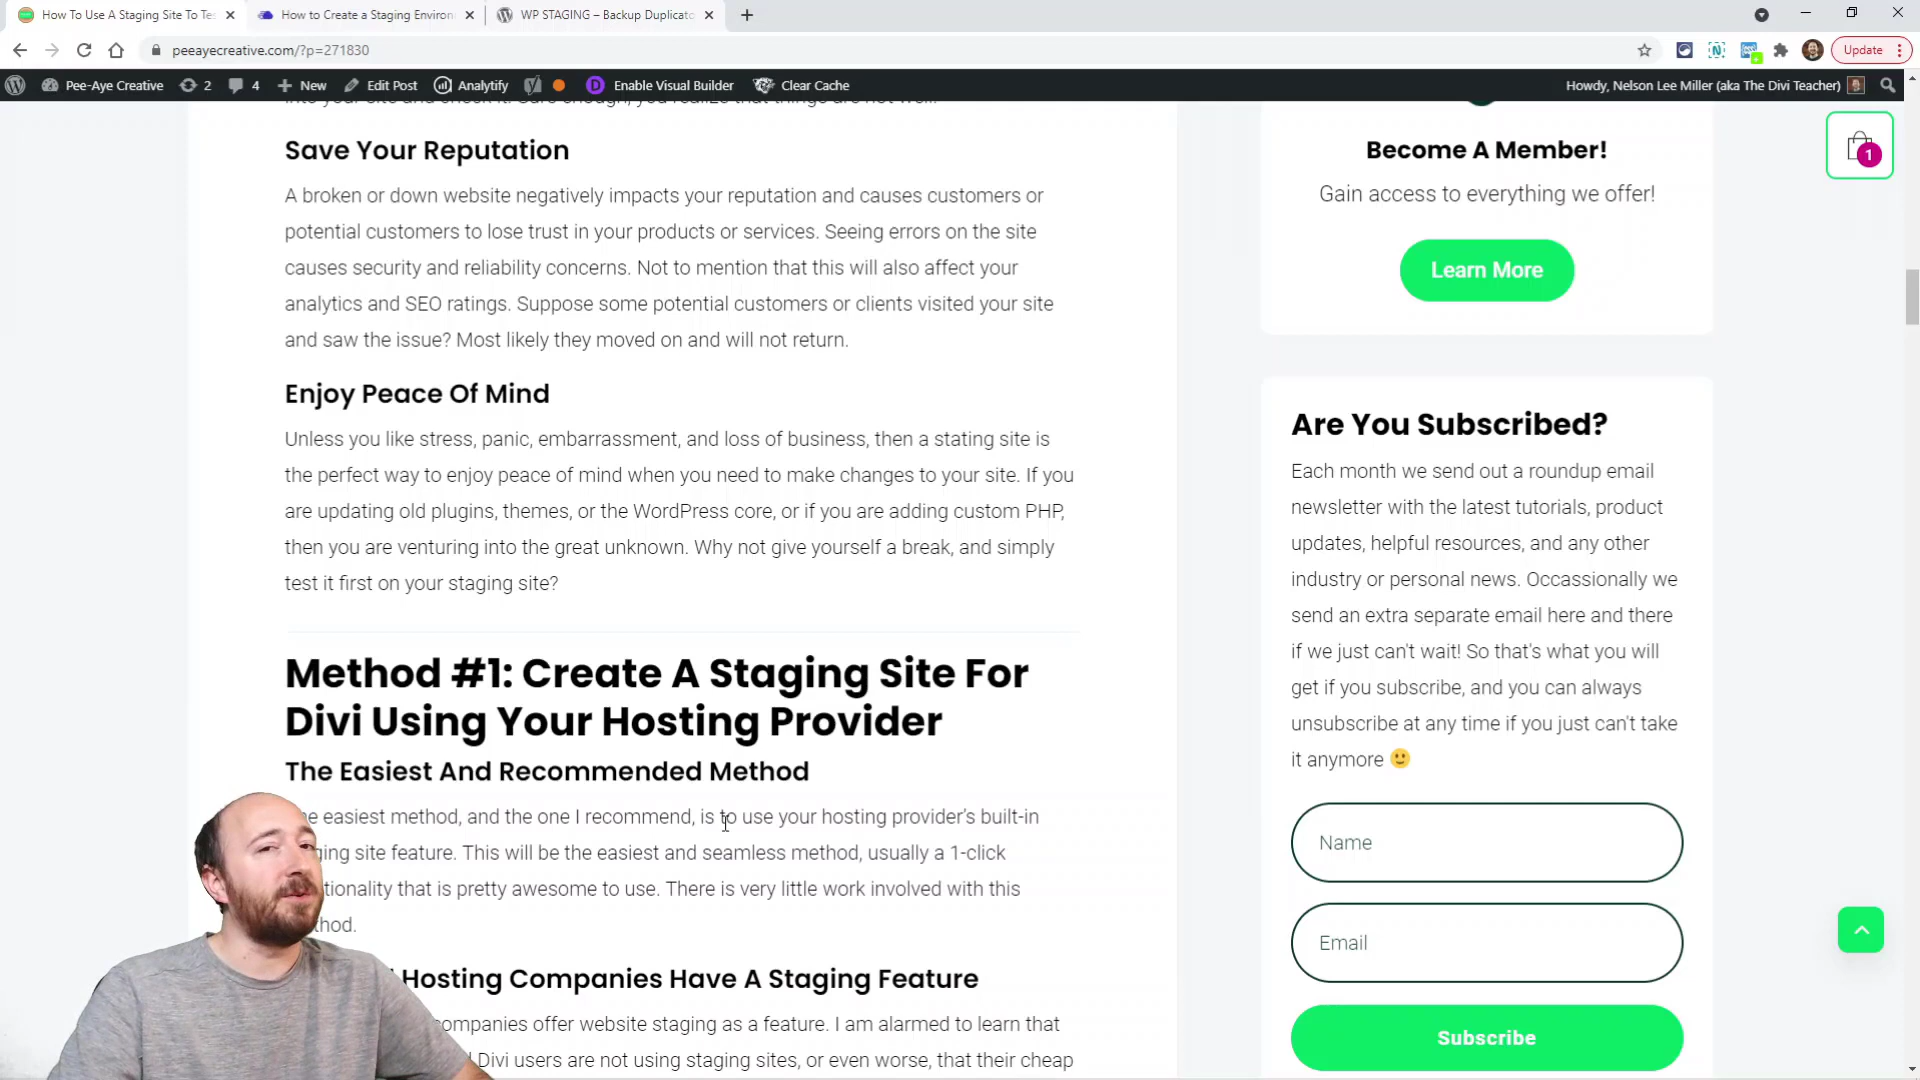 How To Use A Staging Site To Tes
How to Create a Staging Environ
WP STAGING – Backup Duplicato
peeayecreative.com/?p=271830
Update
Pee-Aye Creative
2
4
New
Edit Post
Analytify
Enable Visual Builder
Clear Cache
Howdy, Nelson Lee Miller (aka The Divi Teacher)
Save Your Reputation
A broken or down website negatively impacts your reputation and causes customers or
potential customers to lose trust in your products or services. Seeing errors on the site
causes security and reliability concerns. Not to mention that this will also affect your
analytics and SEO ratings. Suppose some potential customers or clients visited your site
and saw the issue? Most likely they moved on and will not return.
Enjoy Peace Of Mind
Unless you like stress, panic, embarrassment, and loss of business, then a stating site is
the perfect way to enjoy peace of mind when you need to make changes to your site. If you
are updating old plugins, themes, or the WordPress core, or if you are adding custom PHP,
then you are venturing into the great unknown. Why not give yourself a break, and simply
test it first on your staging site?
Method #1: Create A Staging Site For
Divi Using Your Hosting Provider
The Easiest And Recommended Method
easiest method, and the one I recommend, is to use your hosting provider's built-in
site feature. This will be the easiest and seamless method, usually a 1-click
that is pretty awesome to use. There is very little work involved with this
Hosting Companies Have A Staging Feature
companies offer website staging as a feature. I am alarmed to learn that
Divi users are not using staging sites, or even worse, that their cheap
1
Become A Member!
Gain access to everything we offer!
Learn More
Are You Subscribed?
Each month we send out a roundup email
newsletter with the latest tutorials, product
updates, helpful resources, and any other
industry or personal news. Occassionally we
send an extra separate email here and there
if we just can't wait! So that's what you will
get if you subscribe, and you can always
unsubscribe at any time if you just can't take
it anymore 🙂
Name
Email
Subscribe